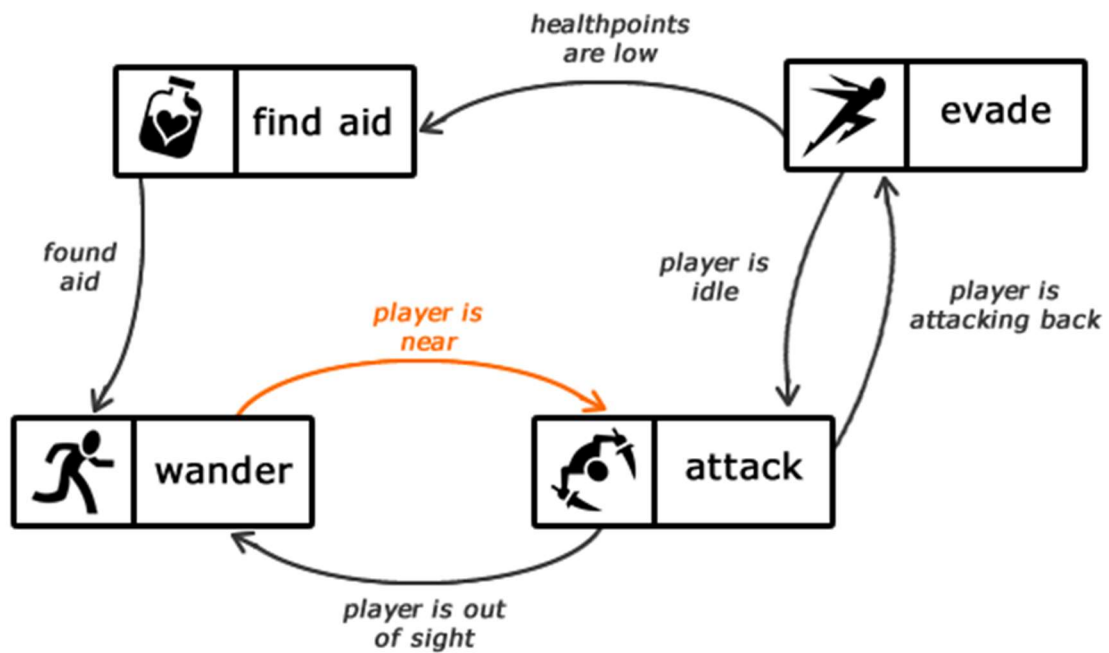 healthpoints
are low
find aid
evade
found
aid
player is
idle
player is
attacking back
player is
near
wander
attack
player is out
of sight